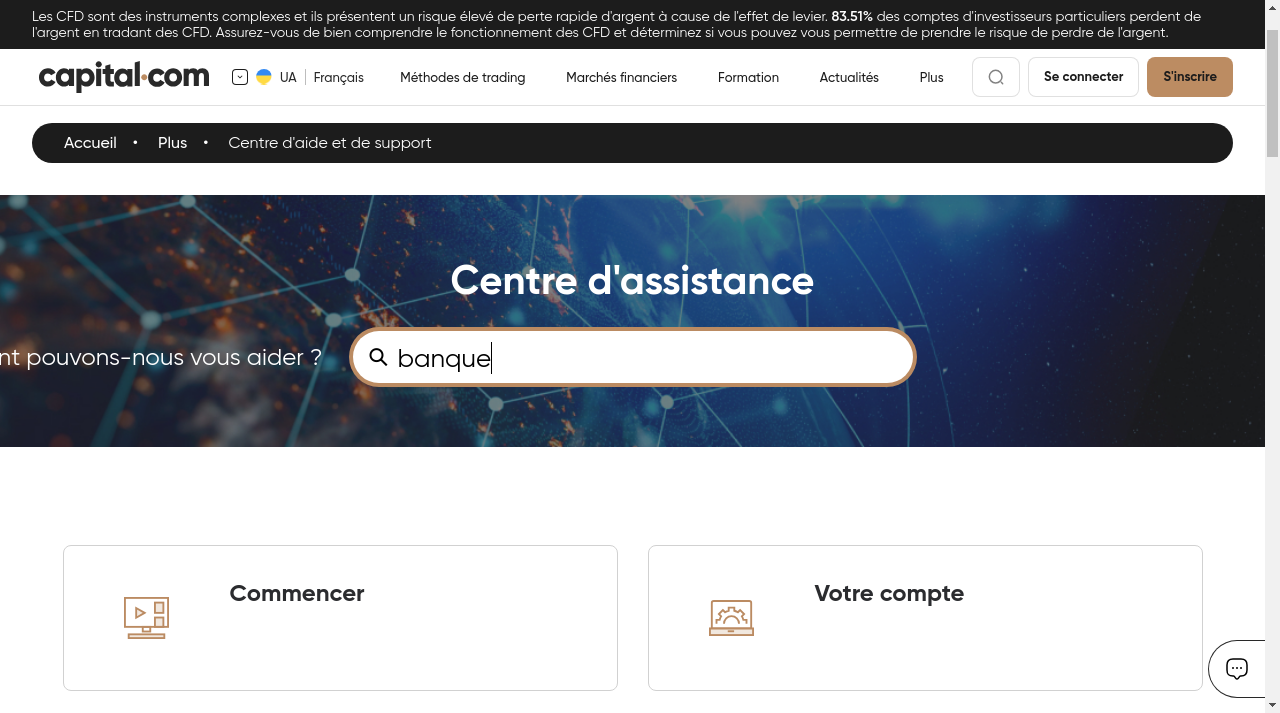 Les CFD sont des instruments complexes et ils présentent un risque élevé de perte rapide d'argent à cause de l'effet de levier. 83.51% des comptes d'investisseurs particuliers perdent de
l'argent en tradant des CFD. Assurez-vous de bien comprendre le fonctionnement des CFD et déterminez si vous pouvez vous permettre de prendre le risque de perdre de l'argent.
capital.com UA Français Méthodes de trading Marchés financiers Formation Actualités Plus Se connecter S'inscrire
Accueil • Plus • Centre d'aide et de support
Centre d'assistance
nt pouvons-nous vous aider ? banque
Commencer Votre compte